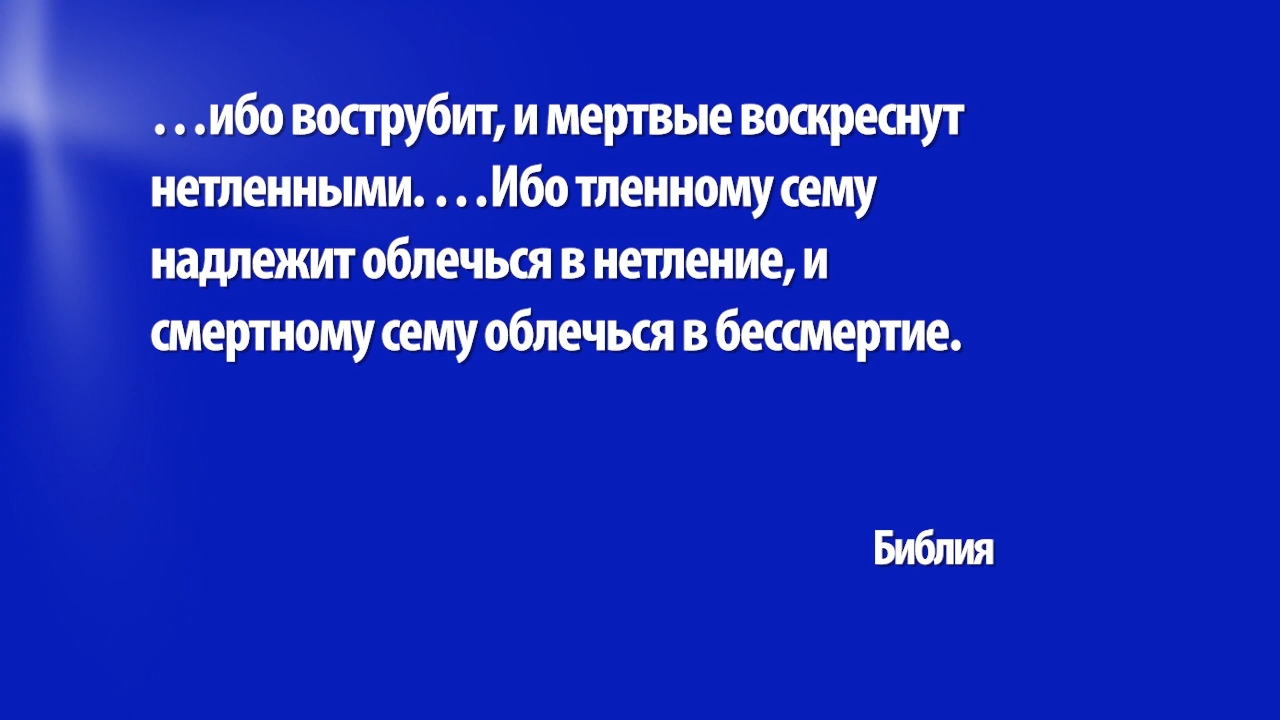 …ибо вострубит, и мертвые воскреснут
нетленными. …Ибо тленному сему
надлежит облечься в нетление, и
смертному сему облечься в бессмертие.
Библия